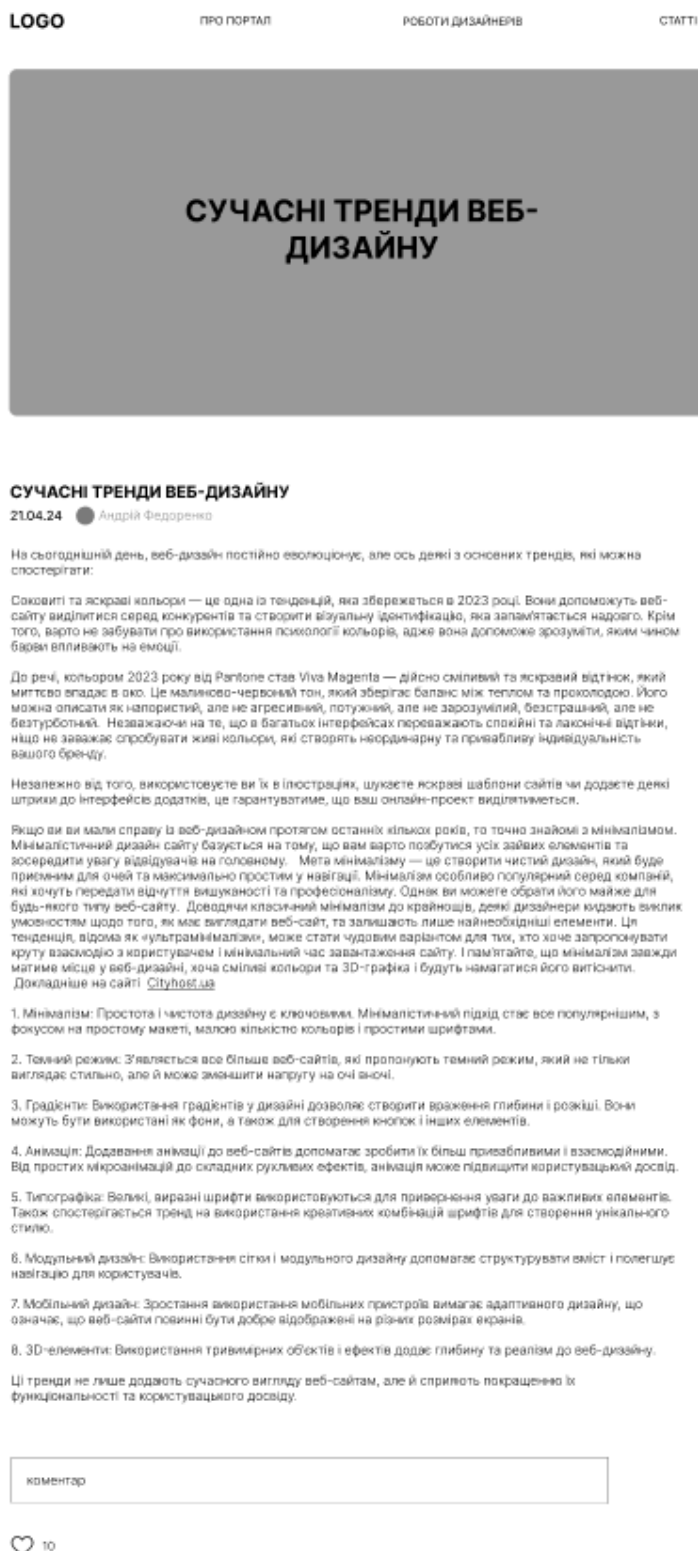 LOGO ПРО ПОРТАЛ РОБОТИ ДИЗАЙНЕРІВ СТАТТІ
СУЧАСНІ ТРЕНДИ ВЕБ-
ДИЗАЙНУ
СУЧАСНІ ТРЕНДИ ВЕБ-ДИЗАЙНУ
21.04.24 Андрій Федоренко
На сьогоднішній день, веб-дизайн постійно еволюціонує, але ось деякі з основних трендів, які можна
спостерігати:
Соковиті та яскраві кольори — це одна із тенденцій, яка збережеться в 2023 році. Вони допоможуть веб-
сайту виділитися серед конкурентів та створити візуальну ідентифікацію, яка запам'ятається надовго. Крім
того, варто не забувати про використання психології кольорів, адже вона допоможе зрозуміти, яким чином
барви впливають на емоції.
До речі, кольором 2023 року від Pantone став Viva Magenta — дійсно сміливий та яскравий відтінок, який
миттєво впадає в око. Це малиново-червоний тон, який зберігає баланс між теплом та прохолодою. Його
можна описати як напористий, але не агресивний, потужний, але не зарозумілий, безстрашний, але не
безтурботний. Незважаючи на те, що в багатьох інтерфейсах переважають спокійні та лаконічні відтінки,
ніщо не заважає спробувати живі кольори, які створять неординарну та привабливу індивідуальність
вашого бренду.
Незалежно від того, використовуєте ви їх в ілюстраціях, шукаєте яскраві шаблони сайтів чи додаєте деякі
штрихи до інтерфейсів додатків, це гарантуватиме, що ваш онлайн-проект виділятиметься.
Якщо ви ви мали справу із веб-дизайном протягом останніх кількох років, то точно знайомі з мінімалізмом.
Мінімалістичний дизайн сайту базується на тому, що вам варто позбутися усіх зайвих елементів та
зосередити увагу відвідувачів на головному. Мета мінімалізму — це створити чистий дизайн, який буде
приємним для очей та максимально простим у навігації. Мінімалізм особливо популярний серед компаній,
які хочуть передати відчуття вишуканості та професіоналізму. Однак ви можете обрати його майже для
будь-якого типу веб-сайту. Доводячи класичний мінімалізм до крайнощів, деякі дизайнери кидають виклик
умовностям щодо того, як має виглядати веб-сайт, та залишають лише найнеобхідніші елементи. Ця
тенденція, відома як «ультрамінімалізм», може стати чудовим варіантом для тих, хто хоче запропонувати
круту взаємодію з користувачем і мінімальний час завантаження сайту. І пам'ятайте, що мінімалізм завжди
матиме місце у веб-дизайні, хоча сміливі кольори та 3D-графіка і будуть намагатися його витіснити.
Докладніше на сайті Cityhost.ua
1. Мінімалізм: Простота і чистота дизайну є ключовими. Мінімалістичний підхід стає все популярнішим, з
фокусом на простому макеті, малою кількістю кольорів і простими шрифтами.
2. Темний режим: З'являється все більше веб-сайтів, які пропонують темний режим, який не тільки
виглядає стильно, але й може зменшити напругу на очі вночі.
3. Градієнти: Використання градієнтів у дизайні дозволяє створити враження глибини і розкіші. Вони
можуть бути використані як фони, а також для створення кнопок і інших елементів.
4. Анімація: Додавання анімації до веб-сайтів допомагає зробити їх більш привабливими і взаємодійними.
Від простих мікроанімацій до складних рухливих ефектів, анімація може підвищити користувацький досвід.
5. Типографіка: Великі, виразні шрифти використовуються для привернення уваги до важливих елементів.
Також спостерігається тренд на використання креативних комбінацій шрифтів для створення унікального
стилю.
6. Модульний дизайн: Використання сітки і модульного дизайну допомагає структурувати вміст і полегшує
навігацію для користувачів.
7. Мобільний дизайн: Зростання використання мобільних пристроїв вимагає адаптивного дизайну, що
означає, що веб-сайти повинні бути добре відображені на різних розмірах екранів.
8. 3D-елементи: Використання тривимірних об'єктів і ефектів додає глибину та реалізм до веб-дизайну.
Ці тренди не лише додають сучасного вигляду веб-сайтам, але й сприяють покращенню їх
функціональності та користувацького досвіду.
коментар
10